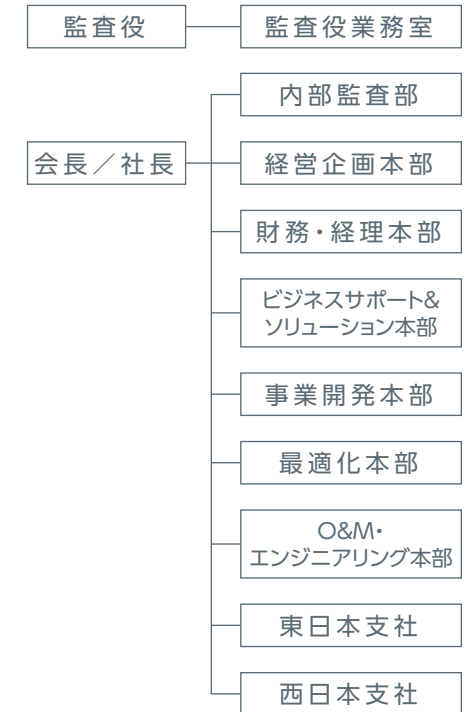 監査役
監査役業務室
内部監査部
会長／社長
経営企画本部
財務・経理本部
ビジネスサポート&
ソリューション本部
事業開発本部
最適化本部
O&M・
エンジニアリング本部
東日本支社
西日本支社